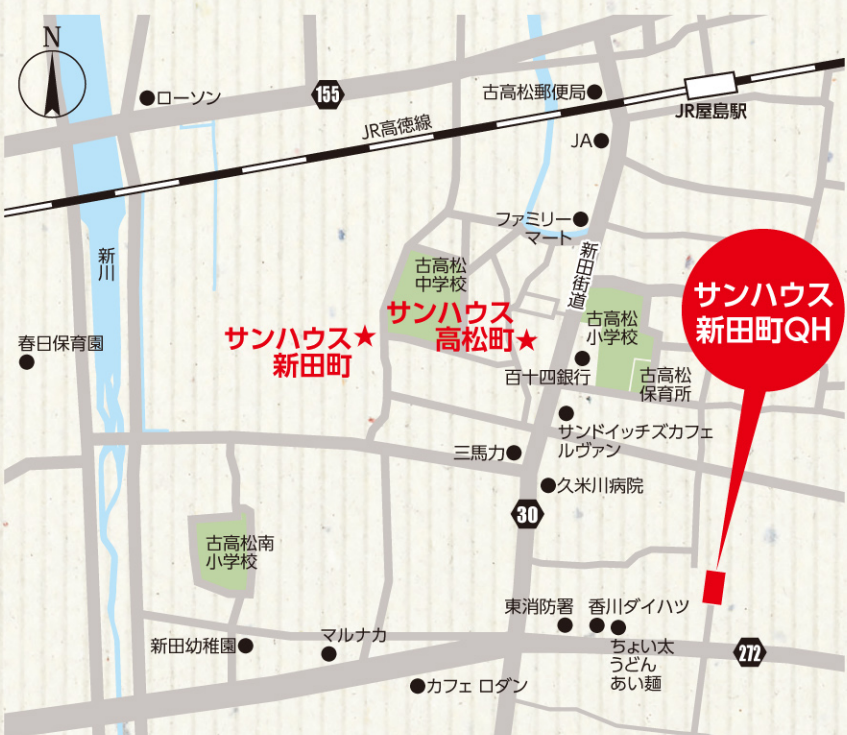 N
ローソン
155
JR高徳線
古高松郵便局
JR屋島駅
JA
ファミリー
マート
新田街道
新川
古高松
中学校
サンハウス
高松町★
サンハウス★
新田町
サンハウス
新田町QH
古高松
小学校
春日保育園
百十四銀行
古高松
保育所
サンドイッチズカフェ
ルヴァン
三馬力
久米川病院
30
古高松南
小学校
東消防署
香川ダイハツ
ちょい太
うどん
あい麺
新田幼稚園
マルナカ
272
カフェ ロダン